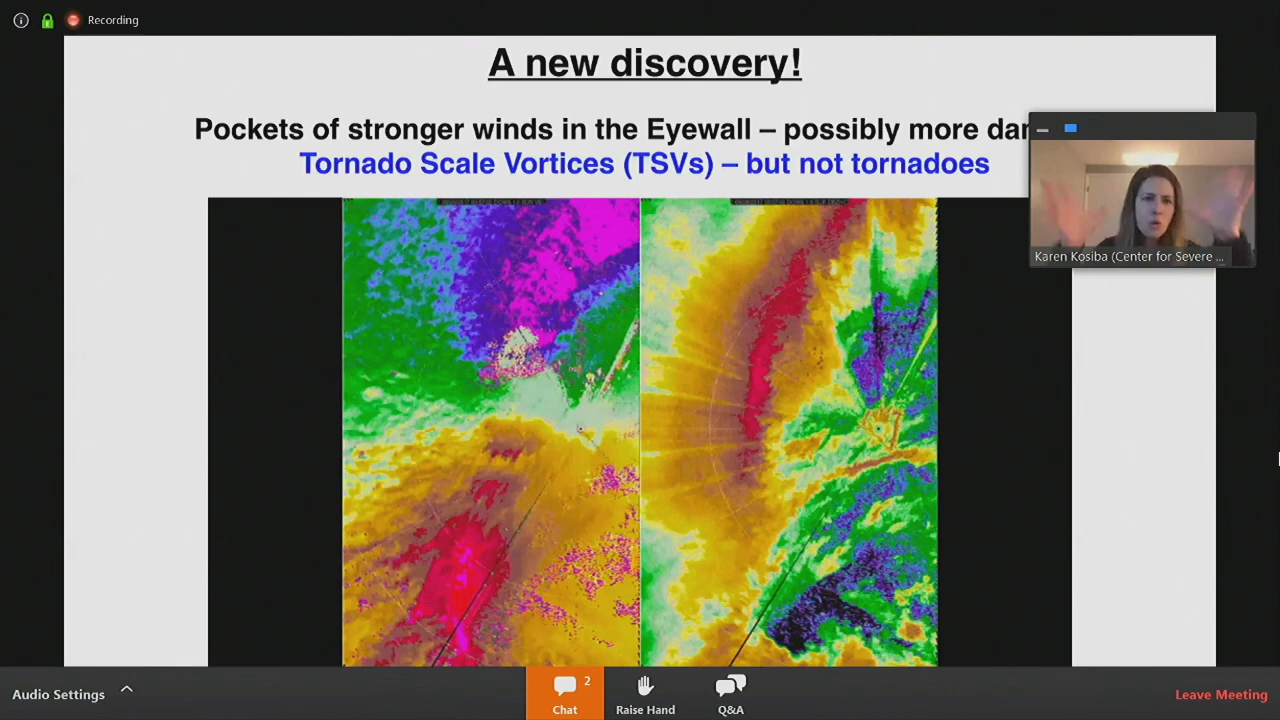 Recording
A new discovery!
Pockets of stronger winds in the Eyewall – possibly more dan
Tornado Scale Vortices (TSVs) – but not tornadoes
Karen Kosiba (Center for Severe ...
Audio Settings
2
Chat
Raise Hand
Q&A
Leave Meeting